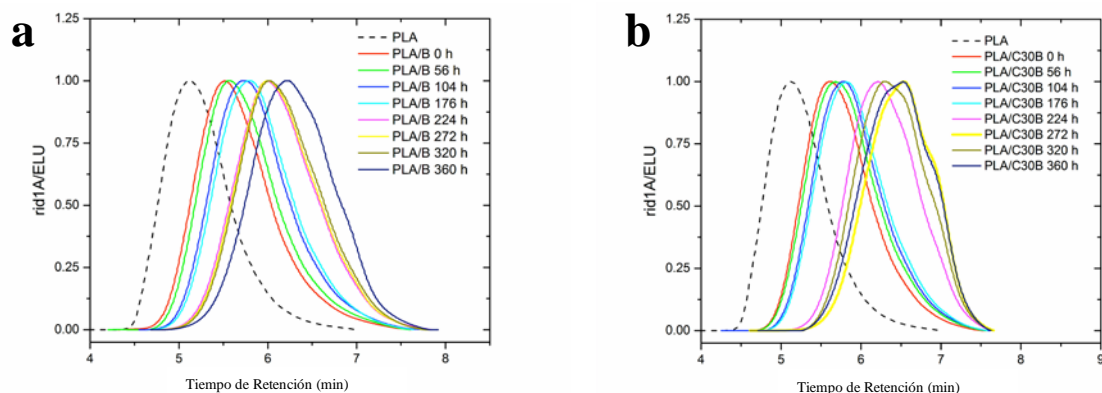 a
1.25
1.00
0.75
0.50
0.25
0.00
rid1A/ELU
PLA
PLA/B 0 h
PLA/B 56 h
PLA/B 104 h
PLA/B 176 h
PLA/B 224 h
PLA/B 272 h
PLA/B 320 h
PLA/B 360 h
4 5 6 7 8
Tiempo de Retención (min)
b
1.25
1.00
0.75
0.50
0.25
0.00
rid1A/ELU
PLA
PLA/C30B 0 h
PLA/C30B 56 h
PLA/C30B 104 h
PLA/C30B 176 h
PLA/C30B 224 h
PLA/C30B 272 h
PLA/C30B 320 h
PLA/C30B 360 h
4 5 6 7 8 9
Tiempo de Retención (min)